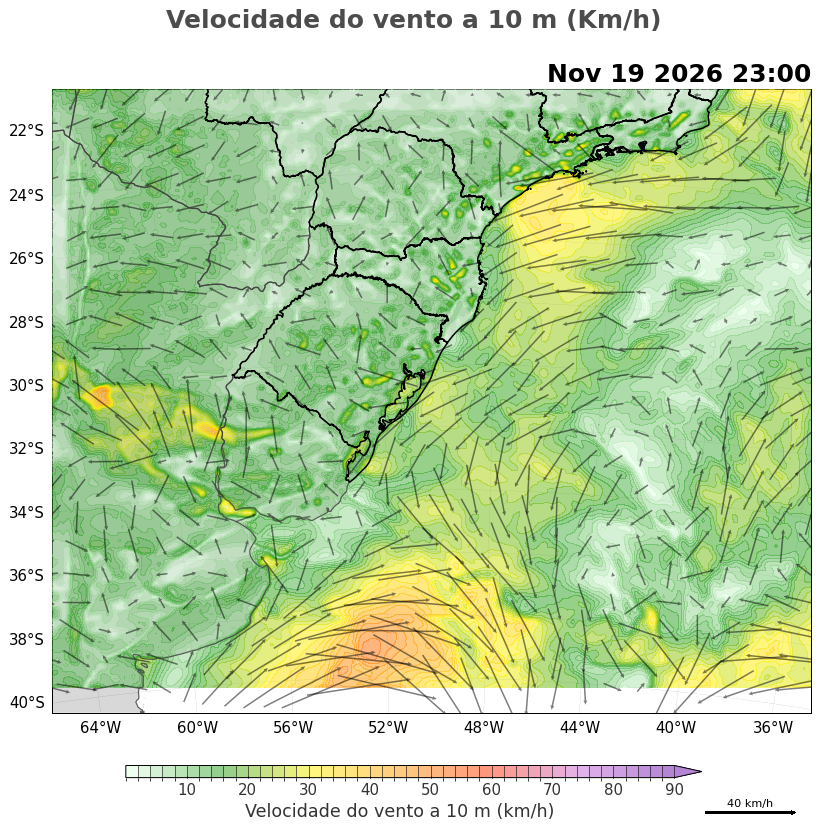 Velocidade do vento a 10 m (Km/h)
Nov 19 2026 23:00
22°S
24°S
26°S
28°S
30°S
32°S
34°S
36°S
38°S
40°S
64°W 60°W 56°W 52°W 48°W 44°W 40°W 36°W
10 20 30 40 50 60 70 80 90
Velocidade do vento a 10 m (km/h)
40 km/h